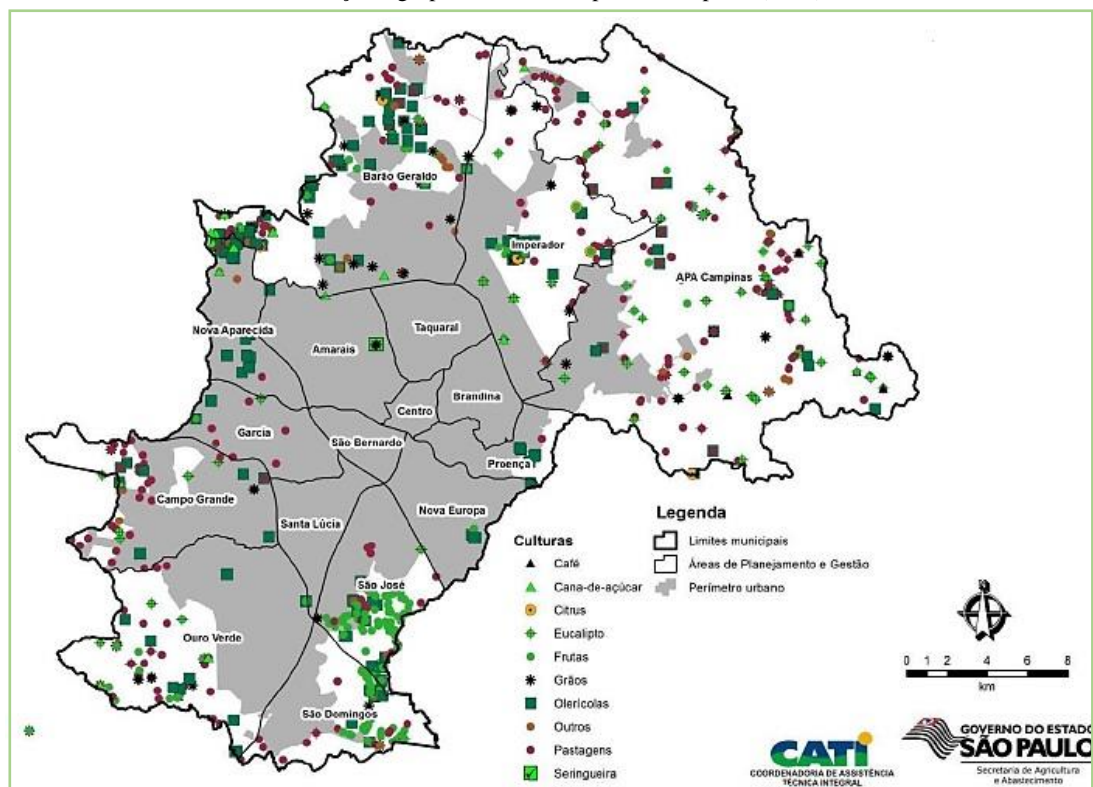 Barão Geraldo
Imperador
APA Campinas
Nova Aparecida
Amarais
Taquaral
Centro
Brandina
Garcia
São Bernardo
Proença
Campo Grande
Santa Lúcia
Nova Europa
São José
Ouro Verde
São Domingos
Culturas
Café
Cana-de-açúcar
Citrus
Eucalipto
Frutas
Grãos
Olerícolas
Outros
Pastagens
Seringueira
Legenda
Limites municipais
Áreas de Planejamento e Gestão
Perímetro urbano
0 1 2 4 6 8
km
CATI
COORDENADORIA DE ASSISTÊNCIA
TÉCNICA INTEGRAL
GOVERNO DO ESTADO
SÃO PAULO
Secretaria de Agricultura
e Abastecimento